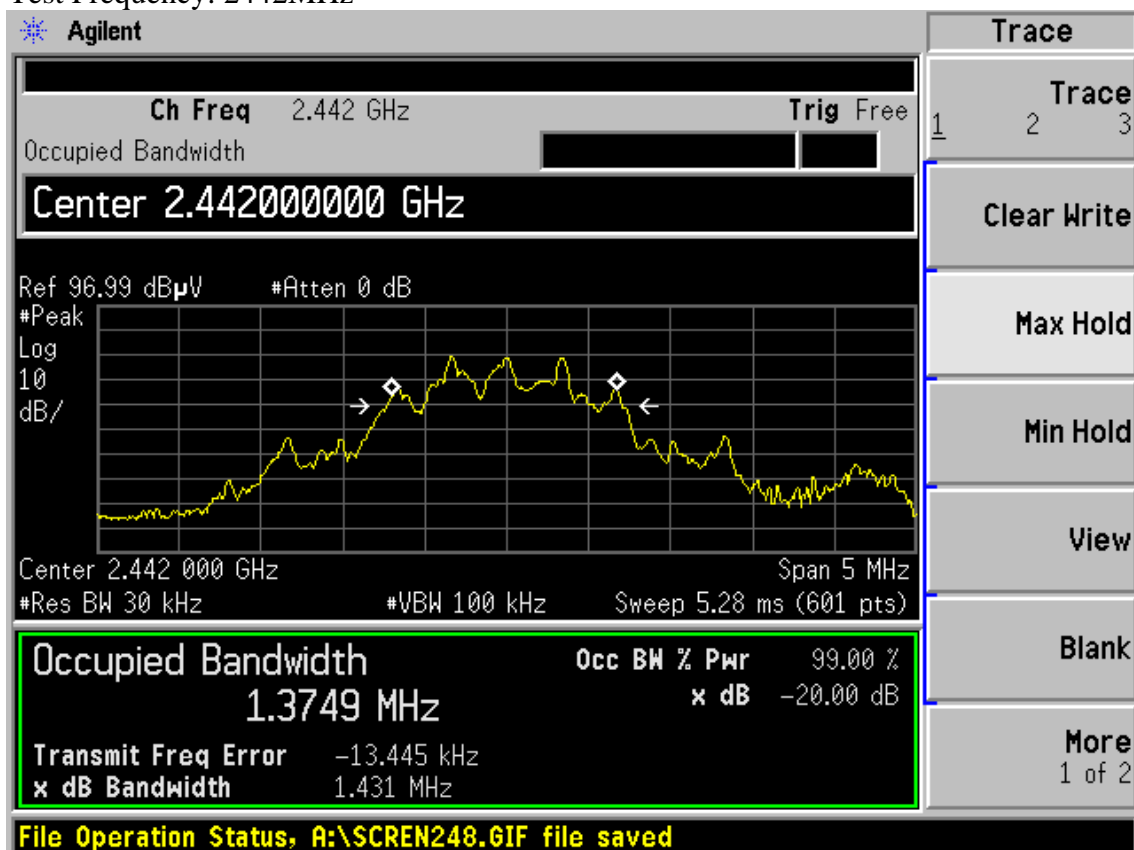 Test Frequency: 2442MHz
Agilent
Trace
Ch Freq 2.442 GHz Trig Free
Occupied Bandwidth
Center 2.442000000 GHz
Ref 96.99 dBµV #Atten 0 dB
#Peak
Log
10
dB/
Center 2.442 000 GHz Span 5 MHz
#Res BW 30 kHz #VBW 100 kHz Sweep 5.28 ms (601 pts)
Occupied Bandwidth
1.3749 MHz
Occ BW % Pwr 99.00 %
x dB -20.00 dB
Transmit Freq Error -13.445 kHz
x dB Bandwidth 1.431 MHz
Trace
1 2 3
Clear Write
Max Hold
Min Hold
View
Blank
More
1 of 2
File Operation Status, A:\SCREN248.GIF file saved